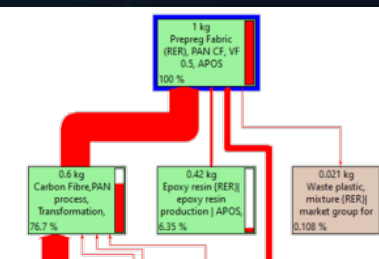 1 kg
Prepreg Fabric
(RER), PAN CF, VF
0.5, APOS
100 %
0.6 kg
Carbon Fibre,PAN
process,
Transformation,
76.7 %
0.42 kg
Epoxy resin {RER}|
epoxy resin
production | APOS,
6.35 %
0.021 kg
Waste plastic,
mixture {RER}|
market group for
0.108 %